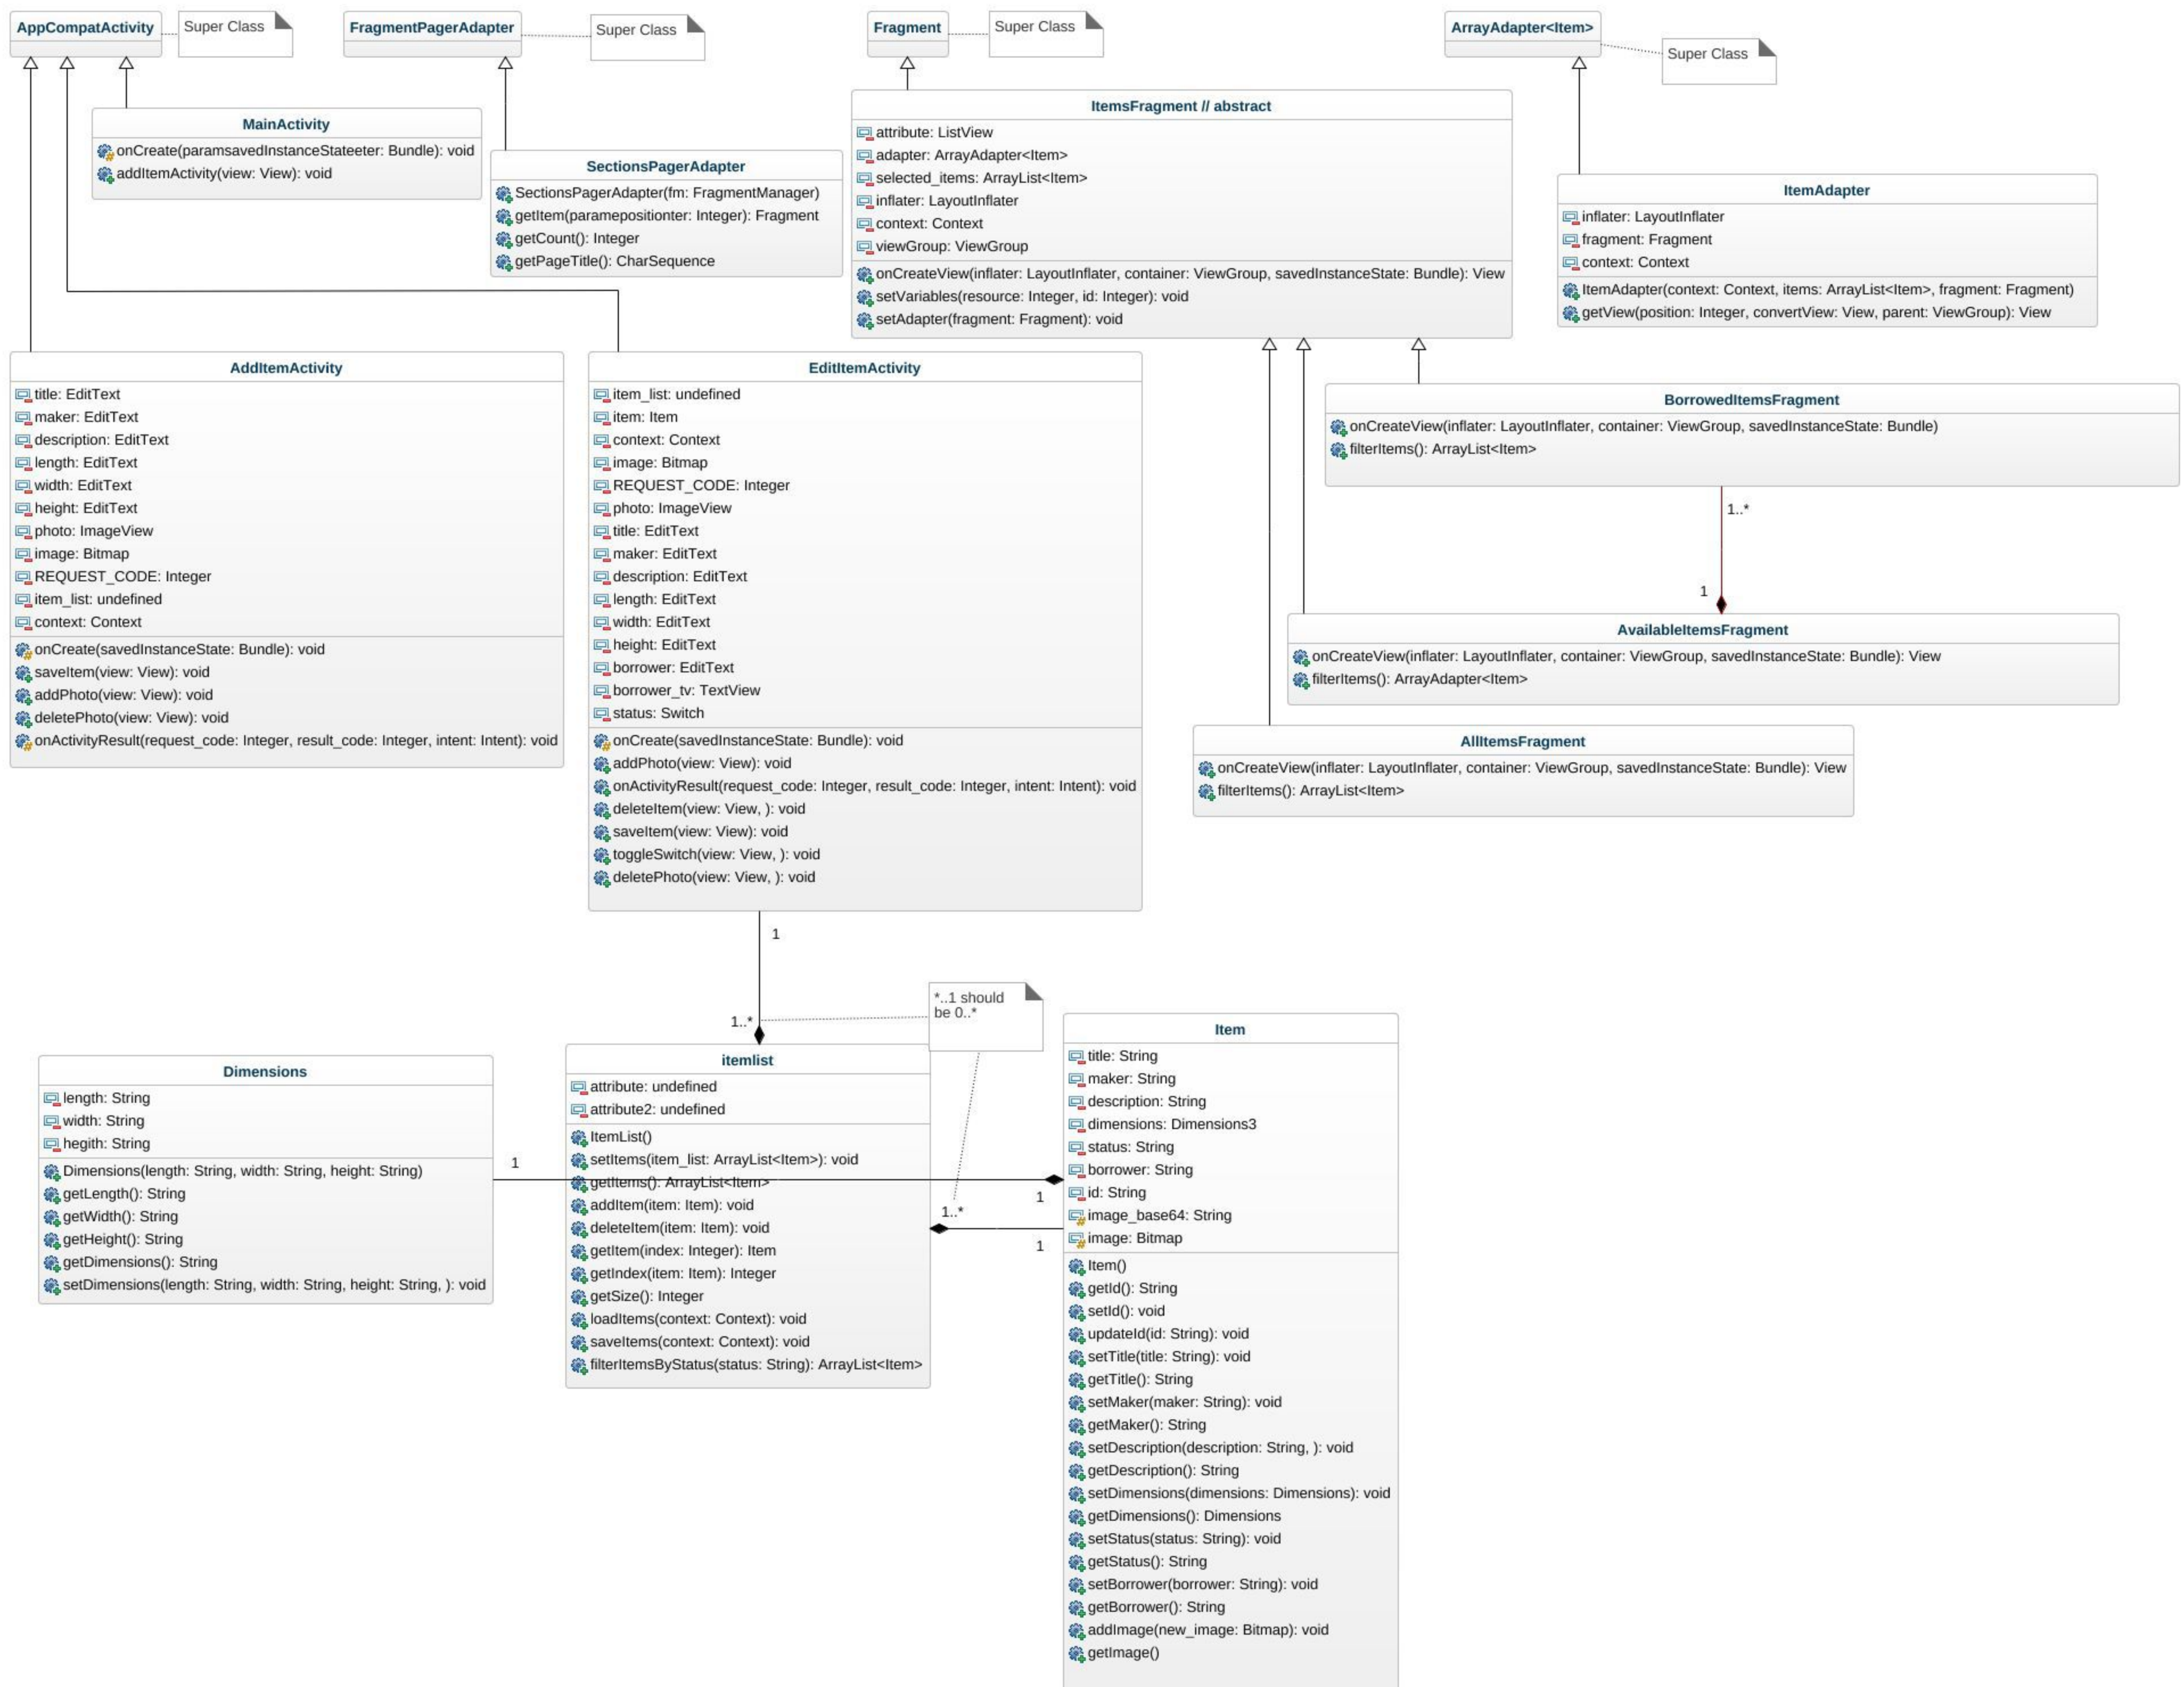 AppCompatActivity
Super Class
FragmentPagerAdapter
Super Class
Fragment
Super Class
ArrayAdapter<Item>
Super Class
MainActivity
onCreate(paramsavedInstanceStateeter: Bundle): void
addItemActivity(view: View): void
SectionsPagerAdapter
SectionsPagerAdapter(fm: FragmentManager)
getItem(paramepositionter: Integer): Fragment
getCount(): Integer
getPageTitle(): CharSequence
ItemsFragment // abstract
attribute: ListView
adapter: ArrayAdapter<Item>
selected_items: ArrayList<Item>
inflater: LayoutInflater
context: Context
viewGroup: ViewGroup
onCreateView(inflater: LayoutInflater, container: ViewGroup, savedInstanceState: Bundle): View
setVariables(resource: Integer, id: Integer): void
setAdapter(fragment: Fragment): void
ItemAdapter
inflater: LayoutInflater
fragment: Fragment
context: Context
ItemAdapter(context: Context, items: ArrayList<Item>, fragment: Fragment)
getView(position: Integer, convertView: View, parent: ViewGroup): View
AddItemActivity
title: EditText
maker: EditText
description: EditText
length: EditText
width: EditText
height: EditText
photo: ImageView
image: Bitmap
REQUEST_CODE: Integer
item_list: undefined
context: Context
onCreate(savedInstanceState: Bundle): void
saveItem(view: View): void
addPhoto(view: View): void
deletePhoto(view: View): void
onActivityResult(request_code: Integer, result_code: Integer, intent: Intent): void
EditItemActivity
item_list: undefined
item: Item
context: Context
image: Bitmap
REQUEST_CODE: Integer
photo: ImageView
title: EditText
maker: EditText
description: EditText
length: EditText
width: EditText
height: EditText
borrower: EditText
borrower_tv: TextView
status: Switch
onCreate(savedInstanceState: Bundle): void
addPhoto(view: View): void
onActivityResult(request_code: Integer, result_code: Integer, intent: Intent): void
deleteItem(view: View, ): void
saveItem(view: View): void
toggleSwitch(view: View, ): void
deletePhoto(view: View, ): void
BorrowedItemsFragment
onCreateView(inflater: LayoutInflater, container: ViewGroup, savedInstanceState: Bundle)
filterItems(): ArrayList<Item>
1..*
1
AvailableItemsFragment
onCreateView(inflater: LayoutInflater, container: ViewGroup, savedInstanceState: Bundle): View
filterItems(): ArrayAdapter<Item>
AllItemsFragment
onCreateView(inflater: LayoutInflater, container: ViewGroup, savedInstanceState: Bundle): View
filterItems(): ArrayList<Item>
1
1..*
*..1 should
be 0..*
Dimensions
length: String
width: String
hegith: String
Dimensions(length: String, width: String, height: String)
getLength(): String
getWidth(): String
getHeight(): String
getDimensions(): String
setDimensions(length: String, width: String, height: String, ): void
1
1
itemlist
attribute: undefined
attribute2: undefined
ItemList()
setItems(item_list: ArrayList<Item>): void
getItems(): ArrayList<Item>
addItem(item: Item): void
deleteItem(item: Item): void
getItem(index: Integer): Item
getIndex(item: Item): Integer
getSize(): Integer
loadItems(context: Context): void
saveItems(context: Context): void
filterItemsByStatus(status: String): ArrayList<Item>
1..*
1
Item
title: String
maker: String
description: String
dimensions: Dimensions3
status: String
borrower: String
id: String
image_base64: String
image: Bitmap
Item()
getId(): String
setId(): void
updateId(id: String): void
setTitle(title: String): void
getTitle(): String
setMaker(maker: String): void
getMaker(): String
setDescription(description: String, ): void
getDescription(): String
setDimensions(dimensions: Dimensions): void
getDimensions(): Dimensions
setStatus(status: String): void
getStatus(): String
setBorrower(borrower: String): void
getBorrower(): String
addImage(new_image: Bitmap): void
getImage()